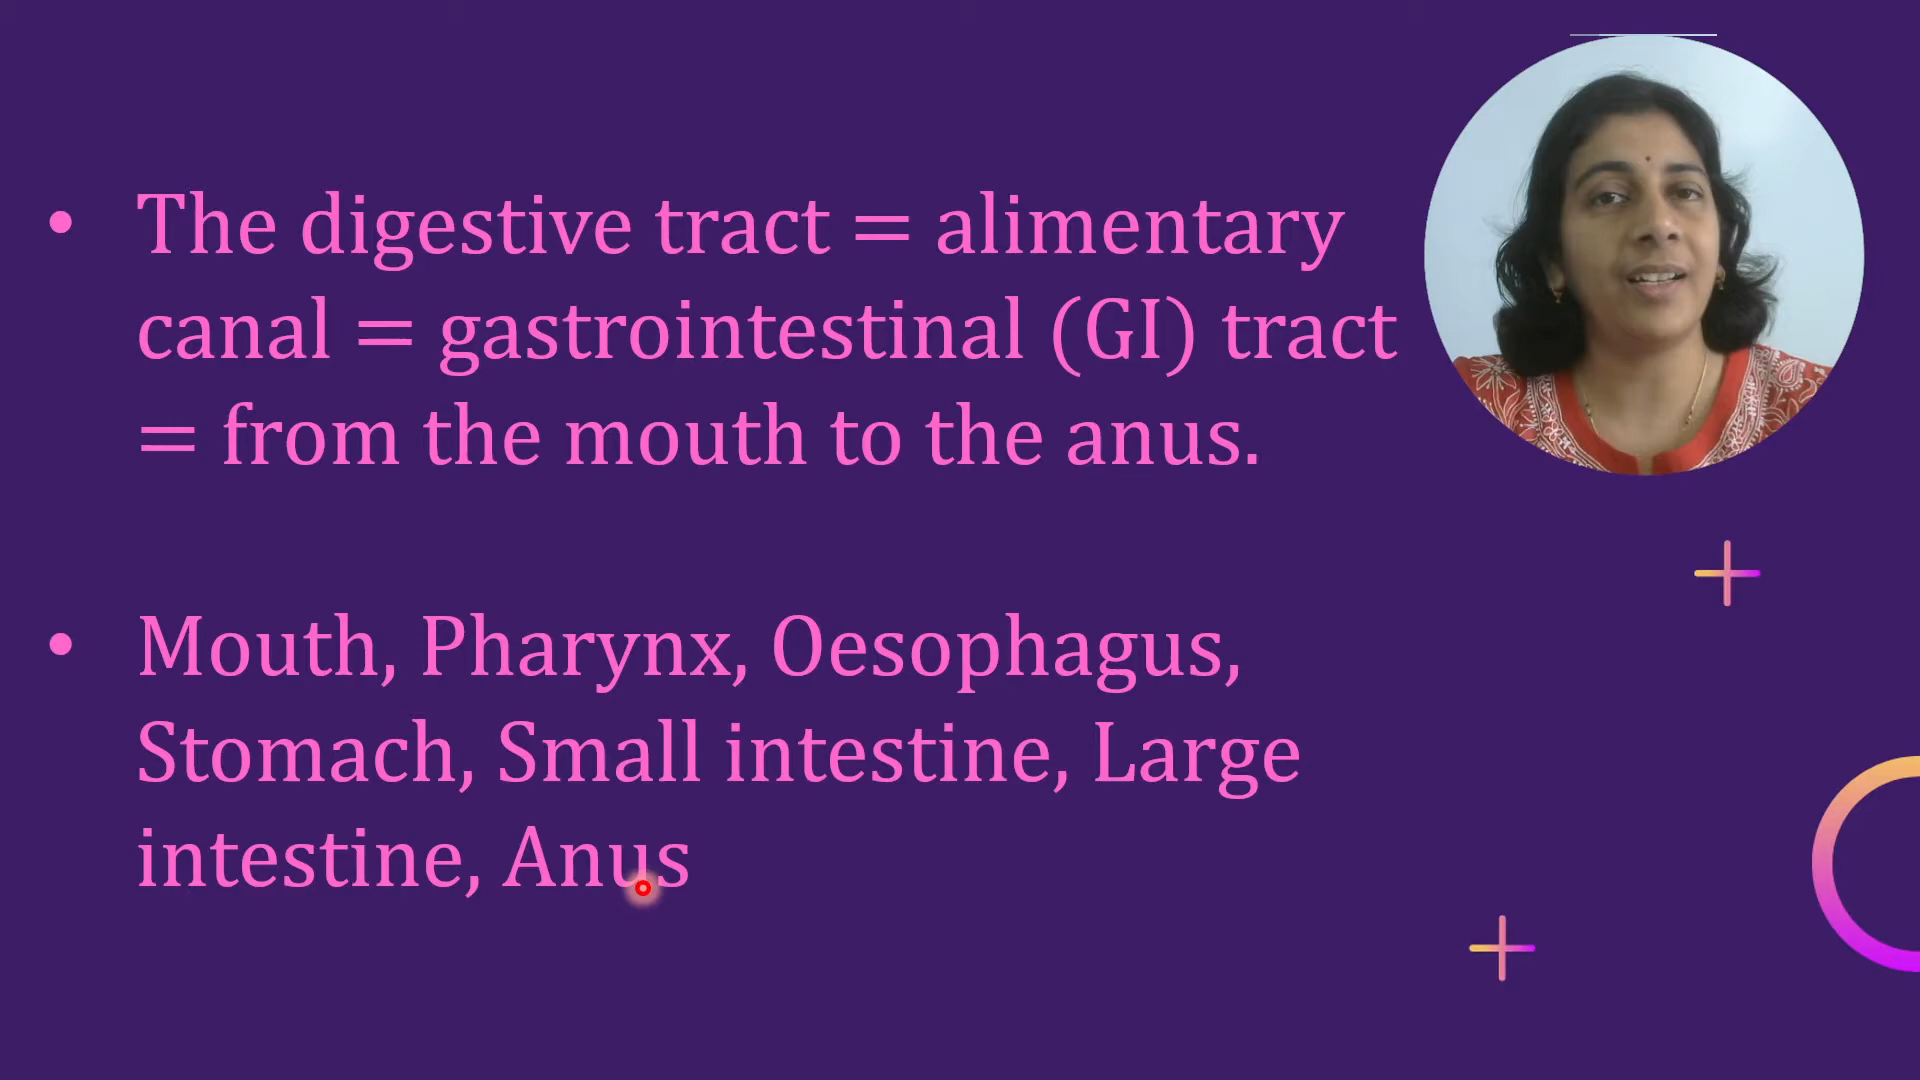 • The digestive tract = alimentary
canal = gastrointestinal (GI) tract
= from the mouth to the anus.
• Mouth, Pharynx, Oesophagus,
Stomach, Small intestine, Large
intestine, Anus